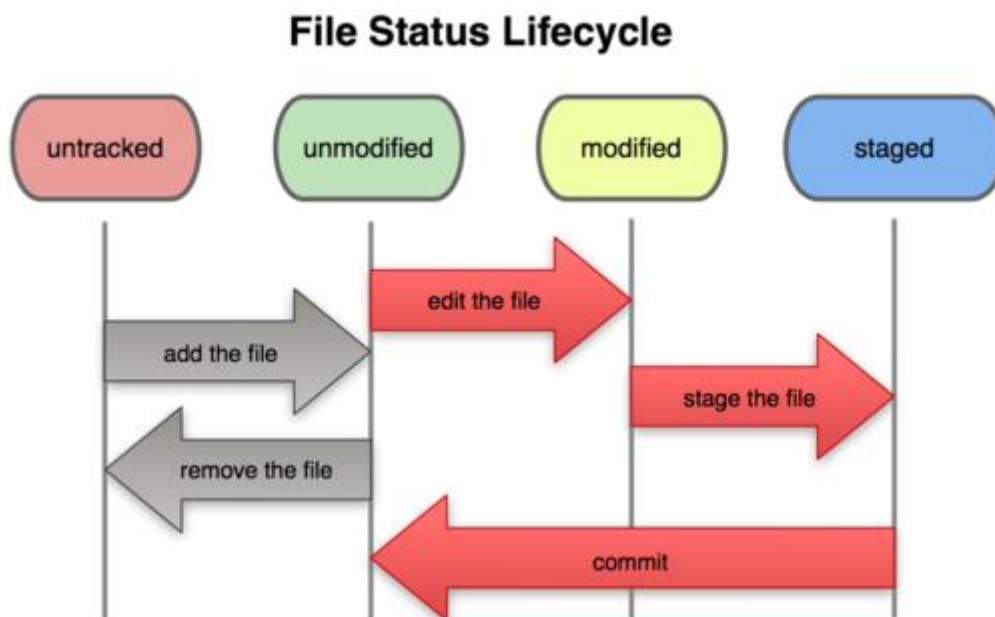 File Status Lifecycle
untracked
unmodified
modified
staged
edit the file
add the file
stage the file
remove the file
commit